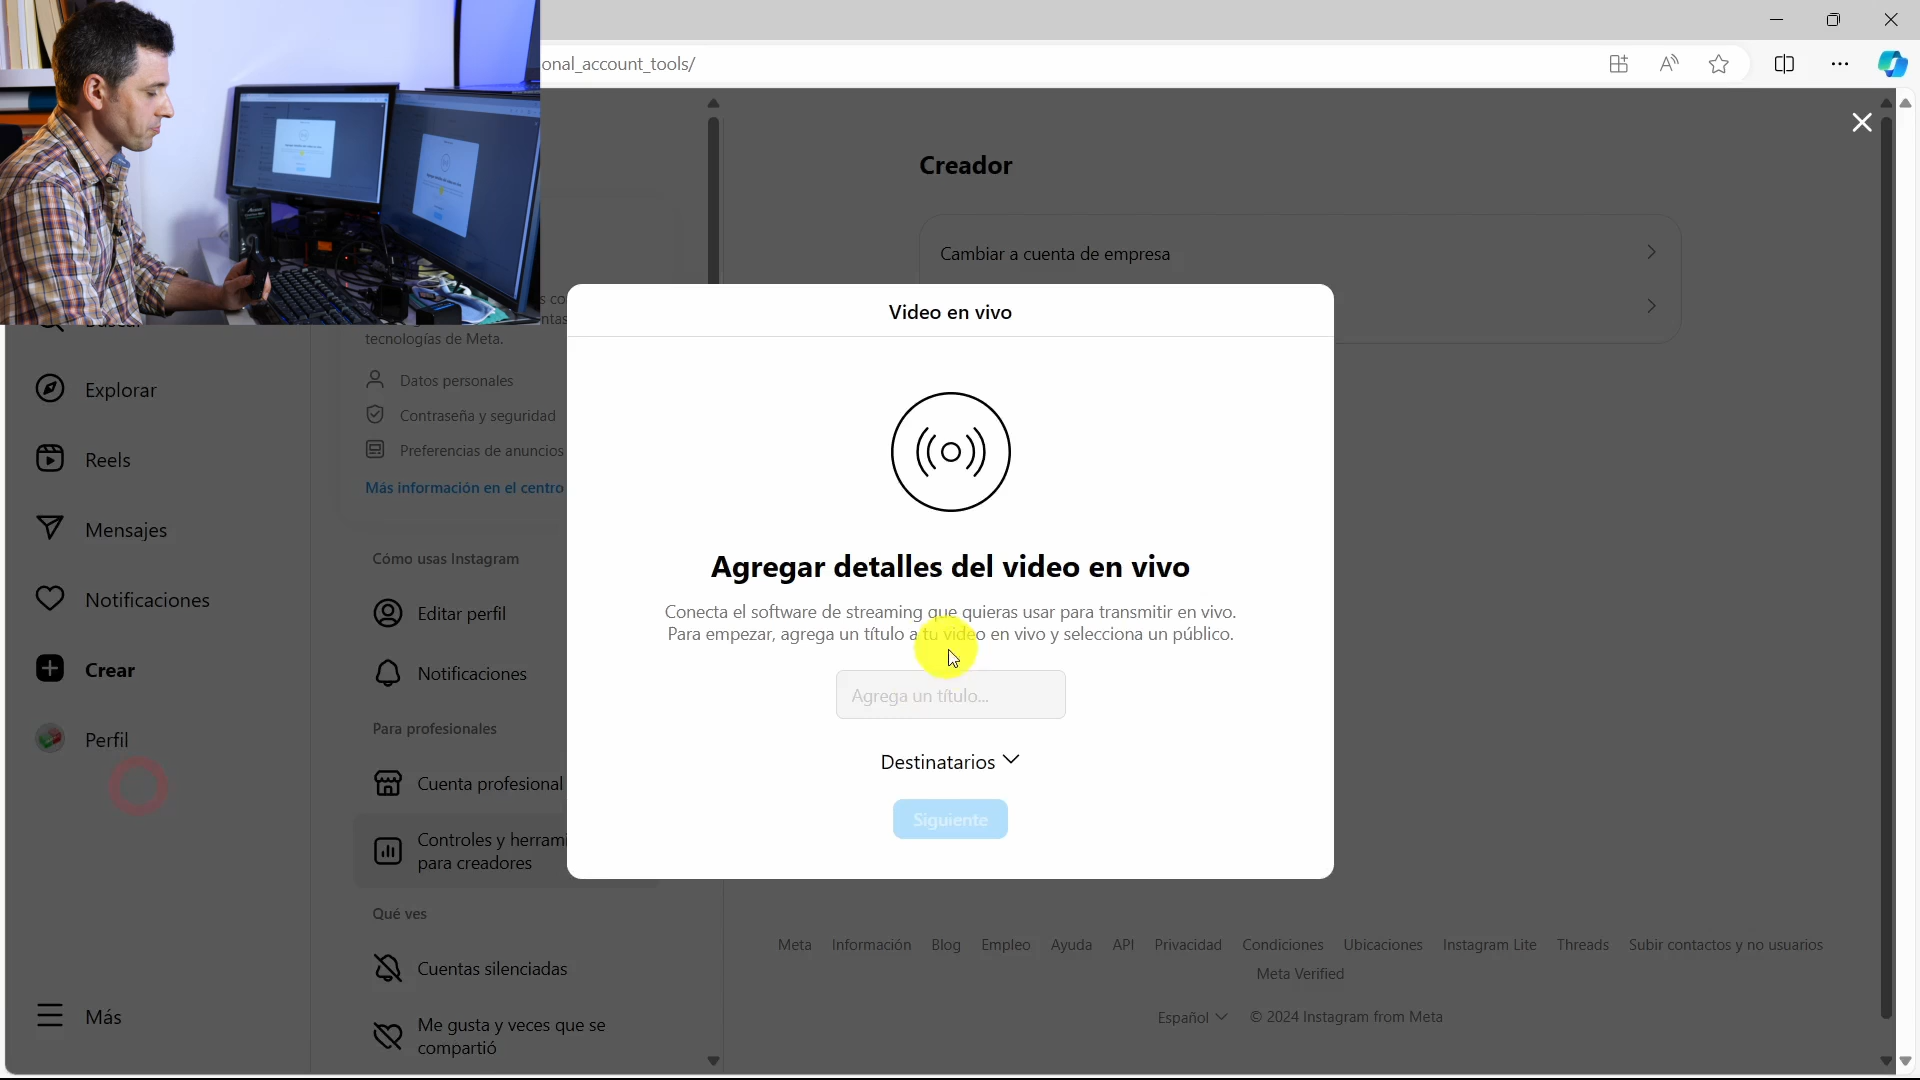 onal_account_tools/
Creador
Cambiar a cuenta de empresa
tecnologías de Meta.
Datos personales
Contraseña y seguridad
Preferencias de anuncios
Más información en el centro
Explorar
Reels
Mensajes
Notificaciones
Crear
Perfil
Más
Cómo usas Instagram
Editar perfil
Notificaciones
Para profesionales
Cuenta profesional
Controles y herrami
para creadores
Qué ves
Cuentas silenciadas
Me gusta y veces que se
compartió
Video en vivo
Agregar detalles del video en vivo
Conecta el software de streaming que quieras usar para transmitir en vivo.
Para empezar, agrega un título a tu video en vivo y selecciona un público.
Agrega un título...
Destinatarios
Siguiente
Meta Información Blog Empleo Ayuda API Privacidad Condiciones Ubicaciones Instagram Lite Threads Subir contactos y no usuarios
Meta Verified
Español © 2024 Instagram from Meta